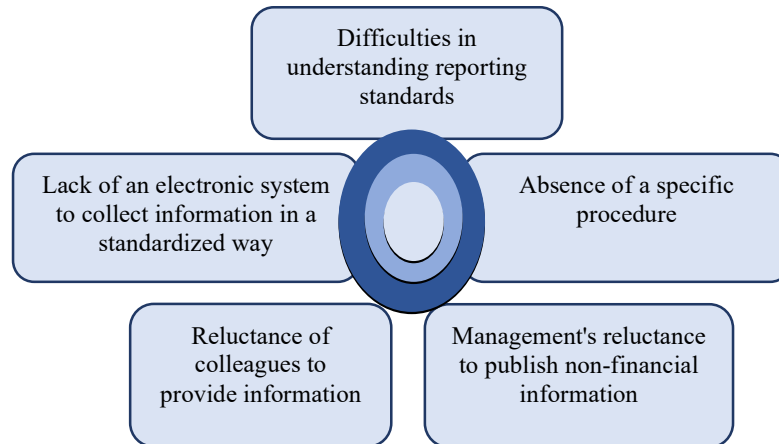 Difficulties in
understanding reporting
standards
Lack of an electronic system
to collect information in a
standardized way
Absence of a specific
procedure
Reluctance of
colleagues to
provide information
Management's reluctance
to publish non-financial
information